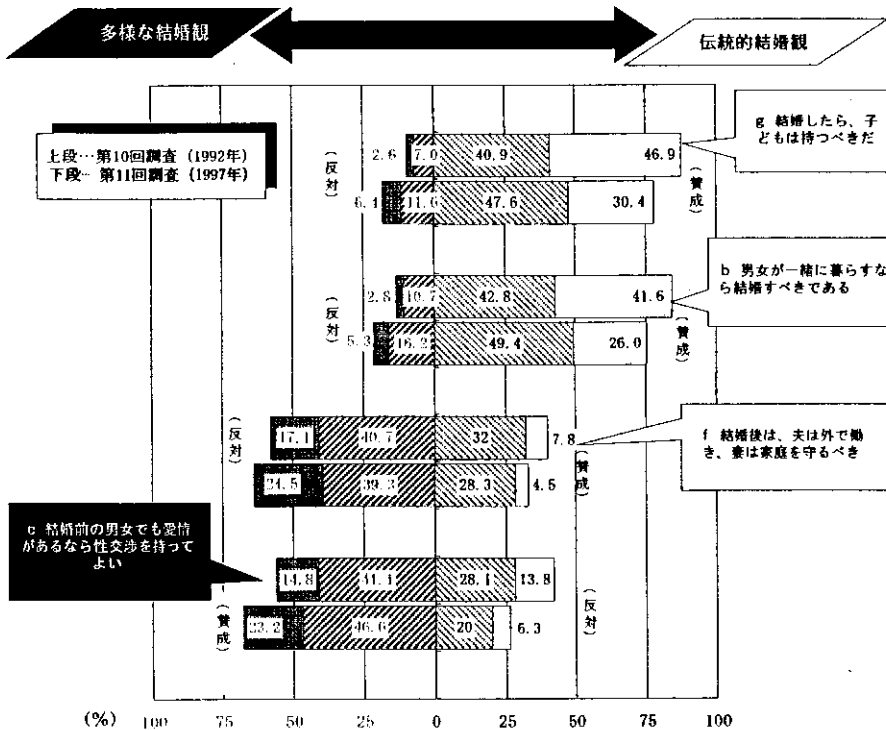 多様な結婚観
伝統的結婚観
上段…第10回調査 (1992年)
下段… 第11回調査 (1997年)
g 結婚したら、子
どもは持つべきだ
(反対)
2.6 7.0 40.9 46.9
6.4 11.6 47.6 30.4
(賛成)
b 男女が一緒に暮らすな
ら結婚すべきである
(反対)
2.8 10.7 42.8 41.6
5.3 16.2 49.4 26.0
(賛成)
f 結婚後は、夫は外で働
き、妻は家庭を守るべき
(反対)
17.1 40.7 32 7.8
24.5 39.3 28.3 4.5
(賛成)
c 結婚前の男女でも愛情
があるなら性交渉を持って
よい
14.8 41.1 28.1 13.8
(賛成)
23.2 46.6 20 6.3
(反対)
(%) 100 75 50 25 0 25 50 75 100